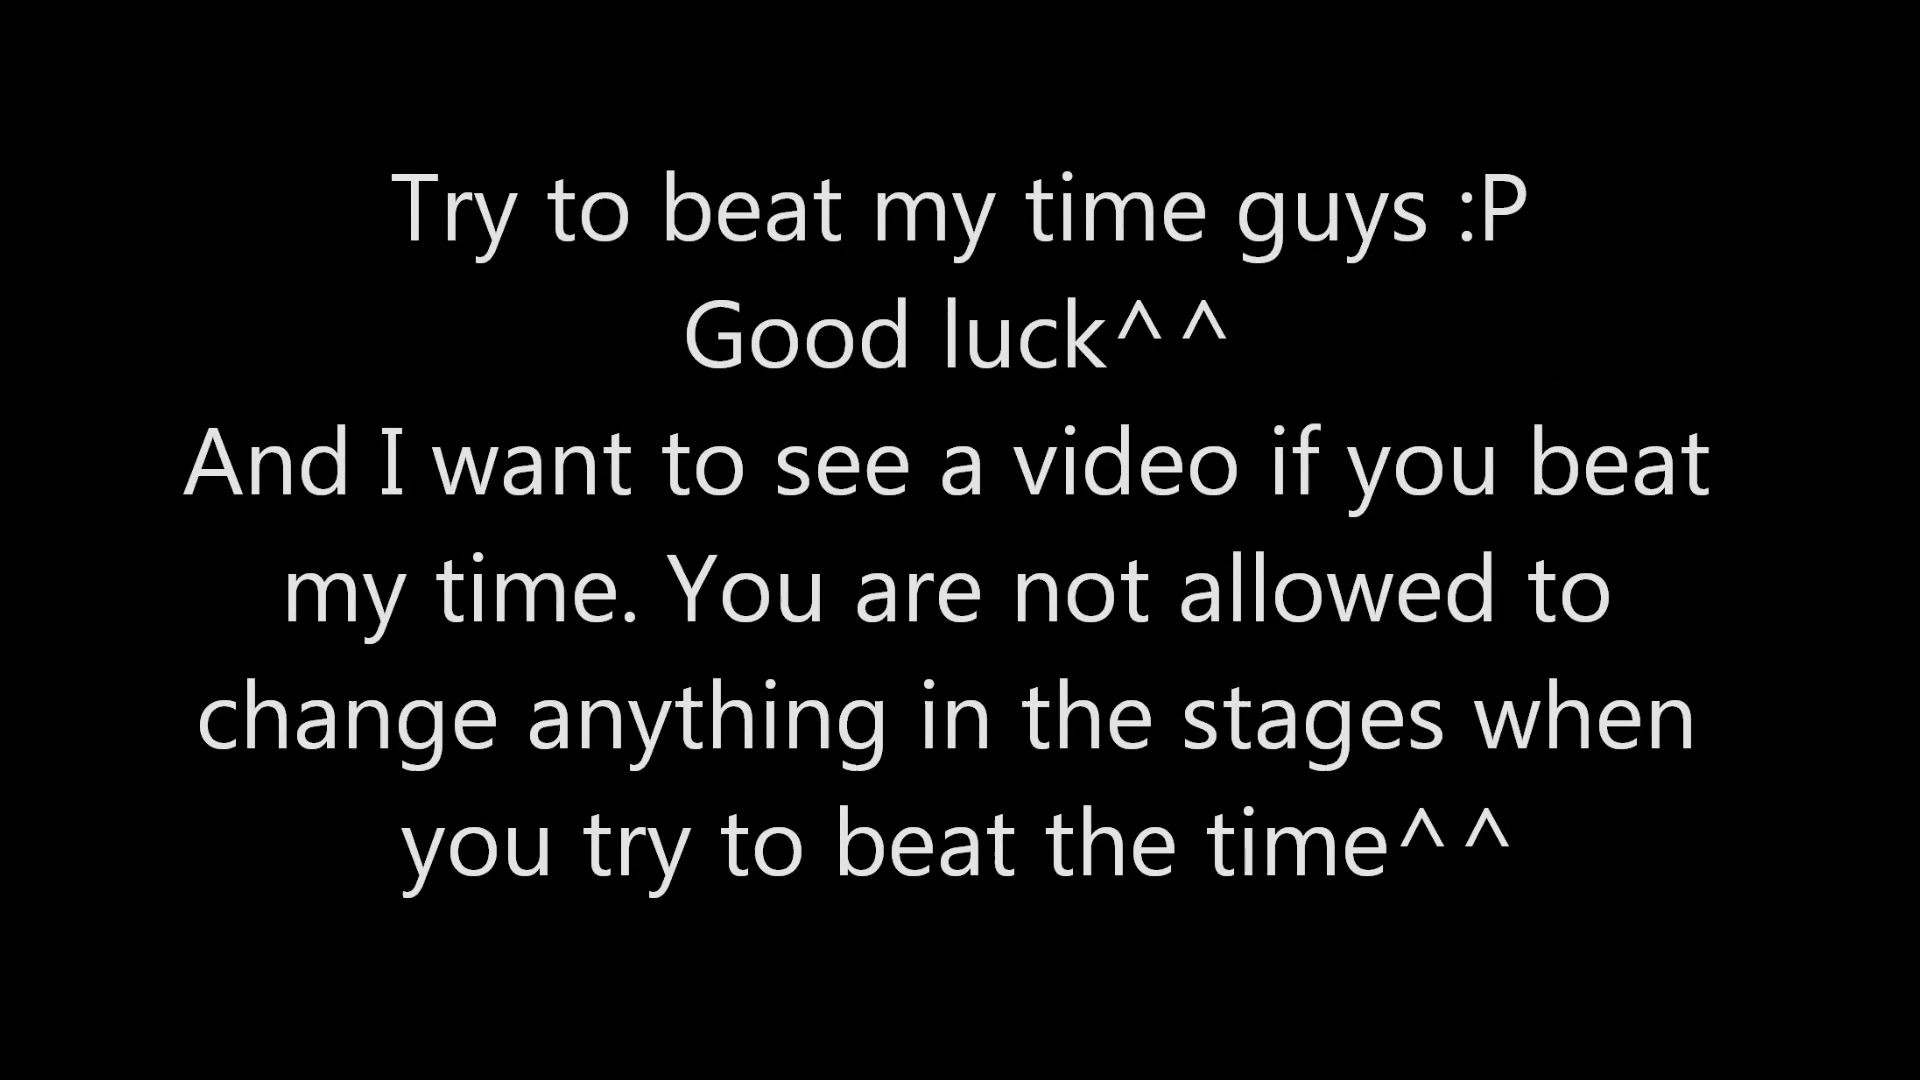 Try to beat my time guys :P
Good luck^^
And I want to see a video if you beat
my time. You are not allowed to
change anything in the stages when
you try to beat the time^^